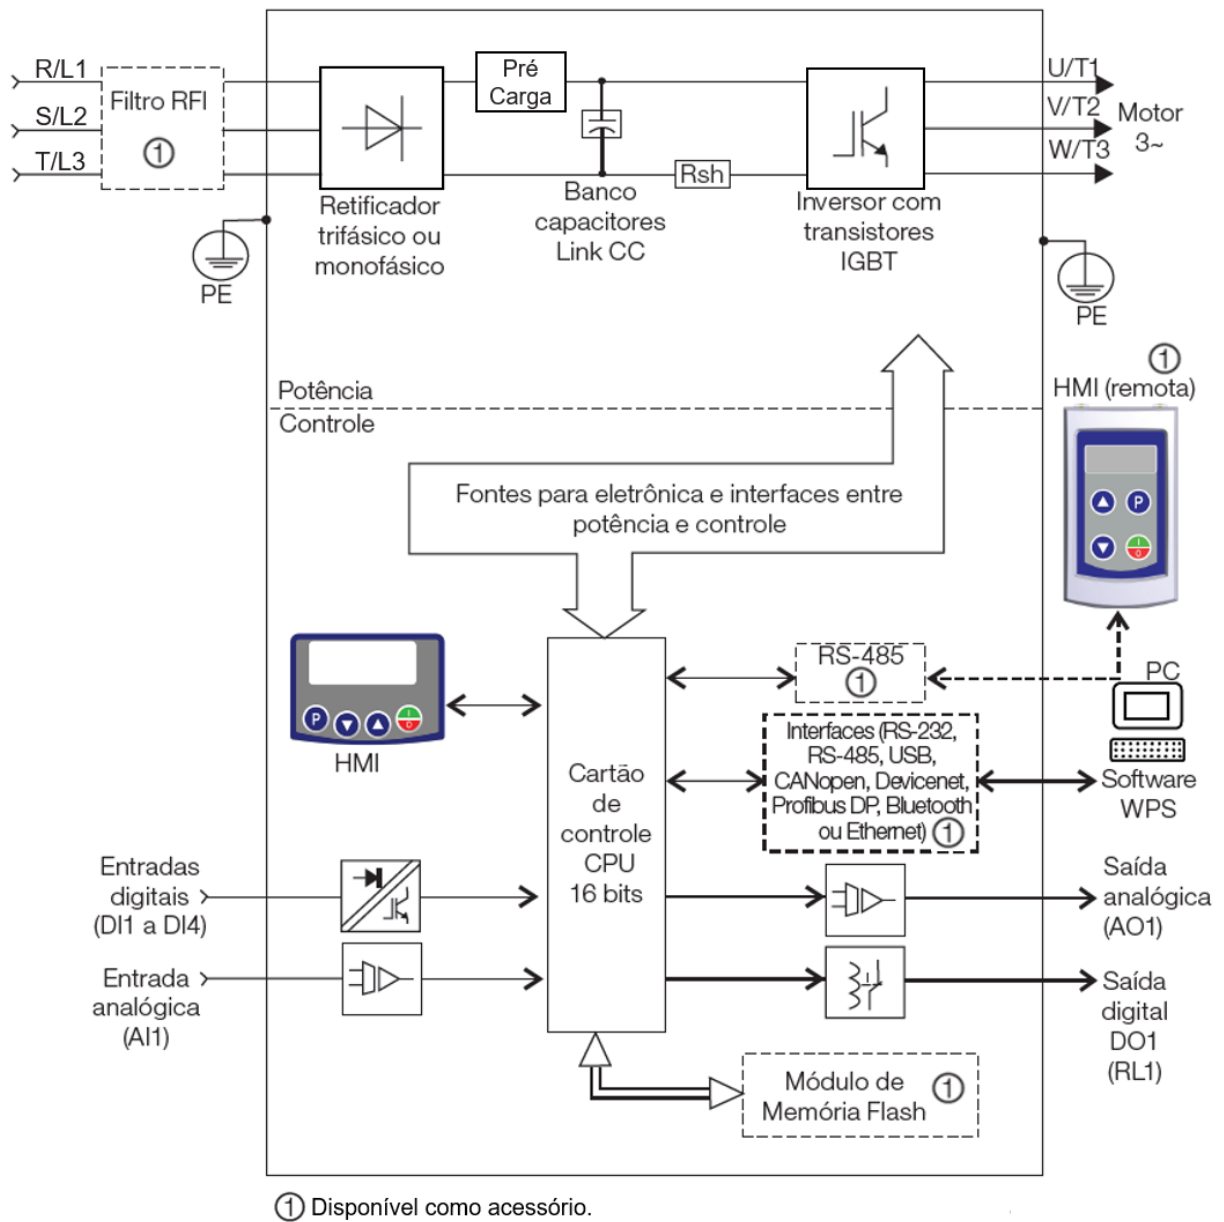 R/L1
S/L2
T/L3
Filtro RFI
1
PE
Retificador
trifásico ou
monofásico
Pré
Carga
Banco
capacitores
Link CC
Rsh
Inversor com
transistores
IGBT
U/T1
V/T2
W/T3
Motor
3~
PE
Potência
Controle
Fontes para eletrônica e interfaces entre
potência e controle
1
HMI (remota)
P
I
0
P
I
0
HMI
Cartão
de
controle
CPU
16 bits
RS-485
1
Interfaces (RS-232,
RS-485, USB,
CANopen, Devicenet,
Profibus DP, Bluetooth
ou Ethernet) 1
PC
Software
WPS
Entradas
digitais
(DI1 a DI4)
Entrada
analógica
(AI1)
Saída
analógica
(AO1)
Saída
digital
DO1
(RL1)
Módulo de
Memória Flash
1
1 Disponível como acessório.